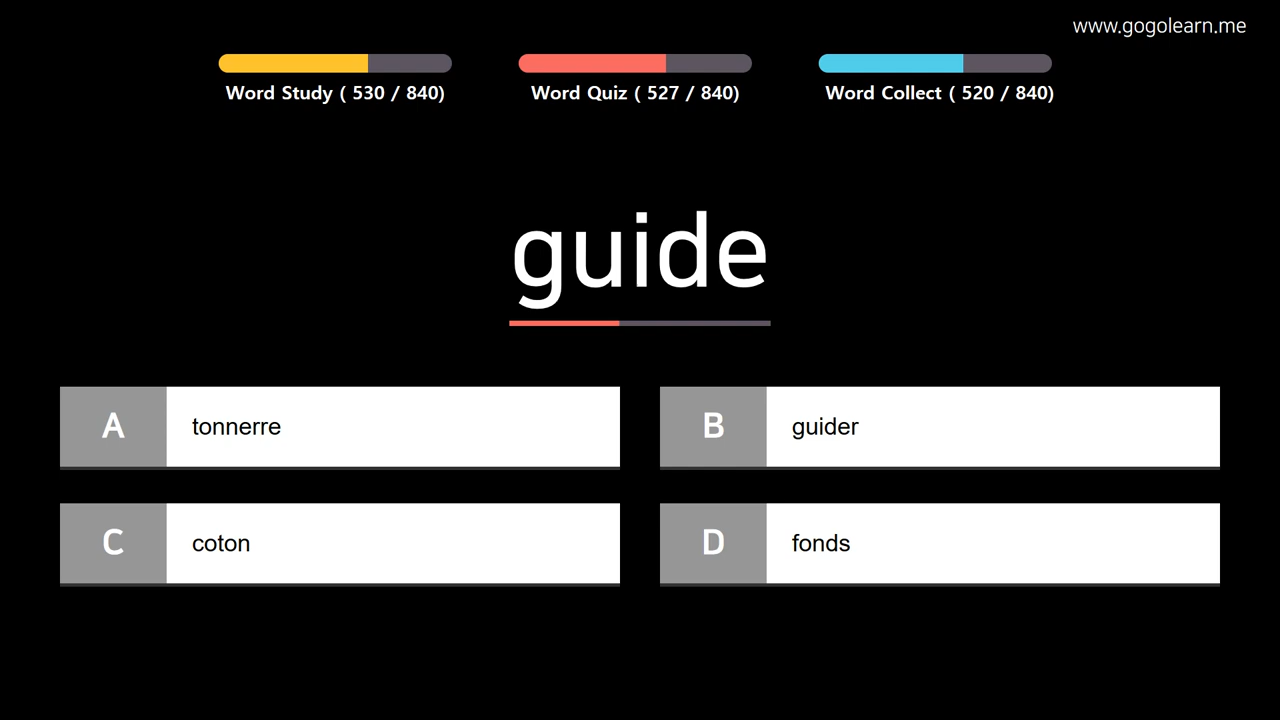 www.gogolearn.me
Word Study ( 530 / 840)
Word Quiz ( 527 / 840)
Word Collect ( 520 / 840)
guide
A tonnerre
B guider
C coton
D fonds